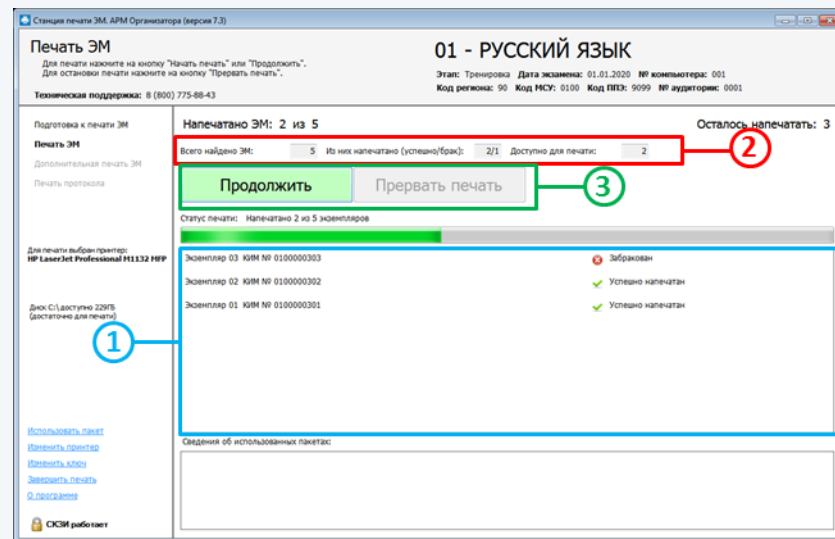 Станция печати ЭМ. АРМ Организатора (версия 7.3)
Печать ЭМ
Для печати нажмите на кнопку "Начать печать" или "Продолжить".
Для остановки печати нажмите на кнопку "Прервать печать".
Техническая поддержка: 8 (800) 775-88-43
01 - РУССКИЙ ЯЗЫК
Этап: Тренировка Дата экзамена: 01.01.2020 № компьютера: 001
Код региона: 90 Код МСУ: 0100 Код ППЭ: 9099 № аудитории: 0001
Подготовка к печати ЭМ
Печать ЭМ
Дополнительная печать ЭМ
Печать протокола
Для печати выбран принтер:
HP LaserJet Professional M1132 MFP
Диск C:\ доступно 229ГБ
(достаточно для печати)
Использовать пакет
Изменить принтер
Изменить ключ
Завершить печать
О программе
СКЗИ работает
Напечатано ЭМ: 2 из 5
Осталось напечатать: 3
Всего найдено ЭМ: 5 Из них напечатано (успешно/брак): 2/1 Доступно для печати: 2
2
Продолжить
Прервать печать
3
Статус печати: Напечатано 2 из 5 экземпляров
Экземпляр 03 КИМ № 0100000303 Забракован
Экземпляр 02 КИМ № 0100000302 Успешно напечатан
Экземпляр 01 КИМ № 0100000301 Успешно напечатан
1
Сведения об использованных пакетах: